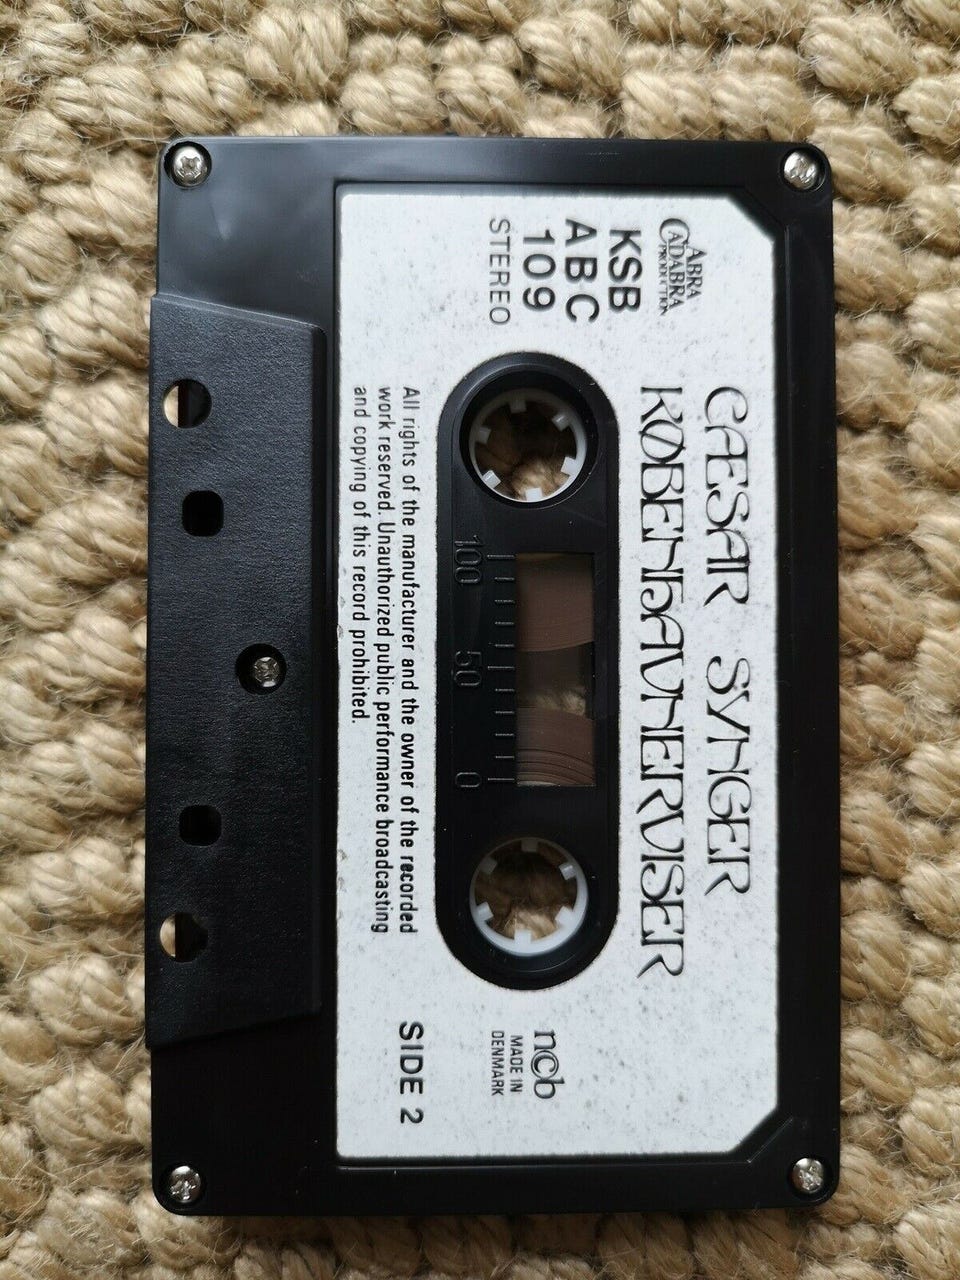 CÆSAR SYNGER
KØBENHAVNERVISER
ABRA
CADABRA
PRODUCTION
KSB
ABC
109
STEREO
ncb
MADE IN
DENMARK
100 50 0
All rights of the manufacturer and the owner of the recorded
work reserved. Unauthorized public performance broadcasting
and copying of this record prohibited.
SIDE 2